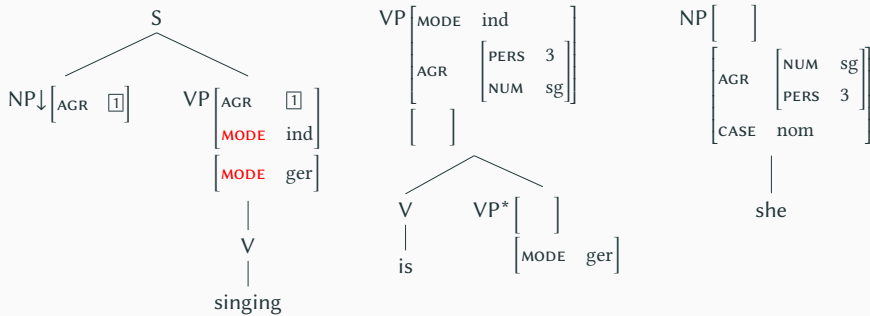 S
NP↓ [AGR 1]
VP [AGR 1
MODE ind]
[MODE ger]
V
singing
VP [MODE ind
AGR [PERS 3
NUM sg]]
[ ]
V
is
VP* [ ]
[MODE ger]
NP [ ]
[AGR [NUM sg
PERS 3]
CASE nom]
she